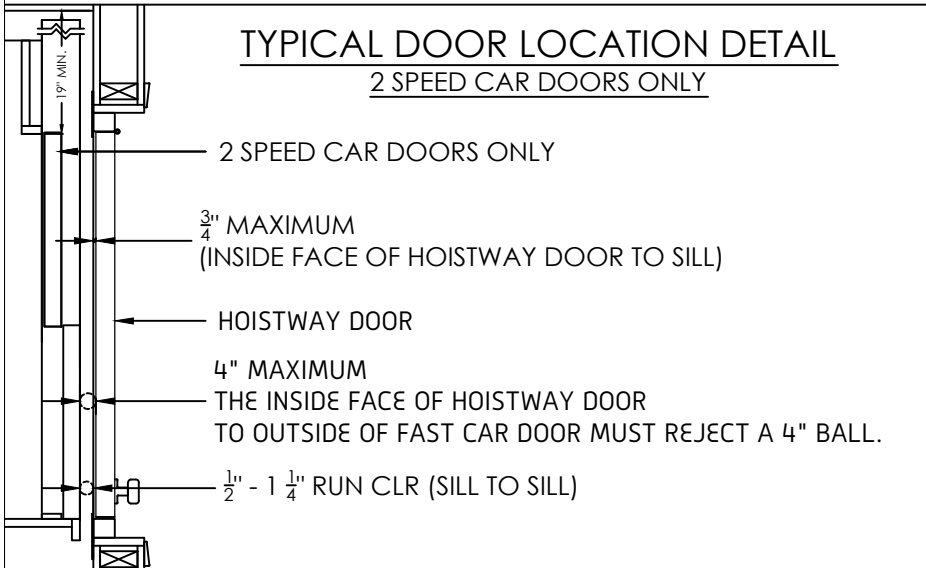 TYPICAL DOOR LOCATION DETAIL
2 SPEED CAR DOORS ONLY
19" MIN.
2 SPEED CAR DOORS ONLY
3/4" MAXIMUM
(INSIDE FACE OF HOISTWAY DOOR TO SILL)
HOISTWAY DOOR
4" MAXIMUM
THE INSIDE FACE OF HOISTWAY DOOR
TO OUTSIDE OF FAST CAR DOOR MUST REJECT A 4" BALL.
1/2" - 1 1/4" RUN CLR (SILL TO SILL)